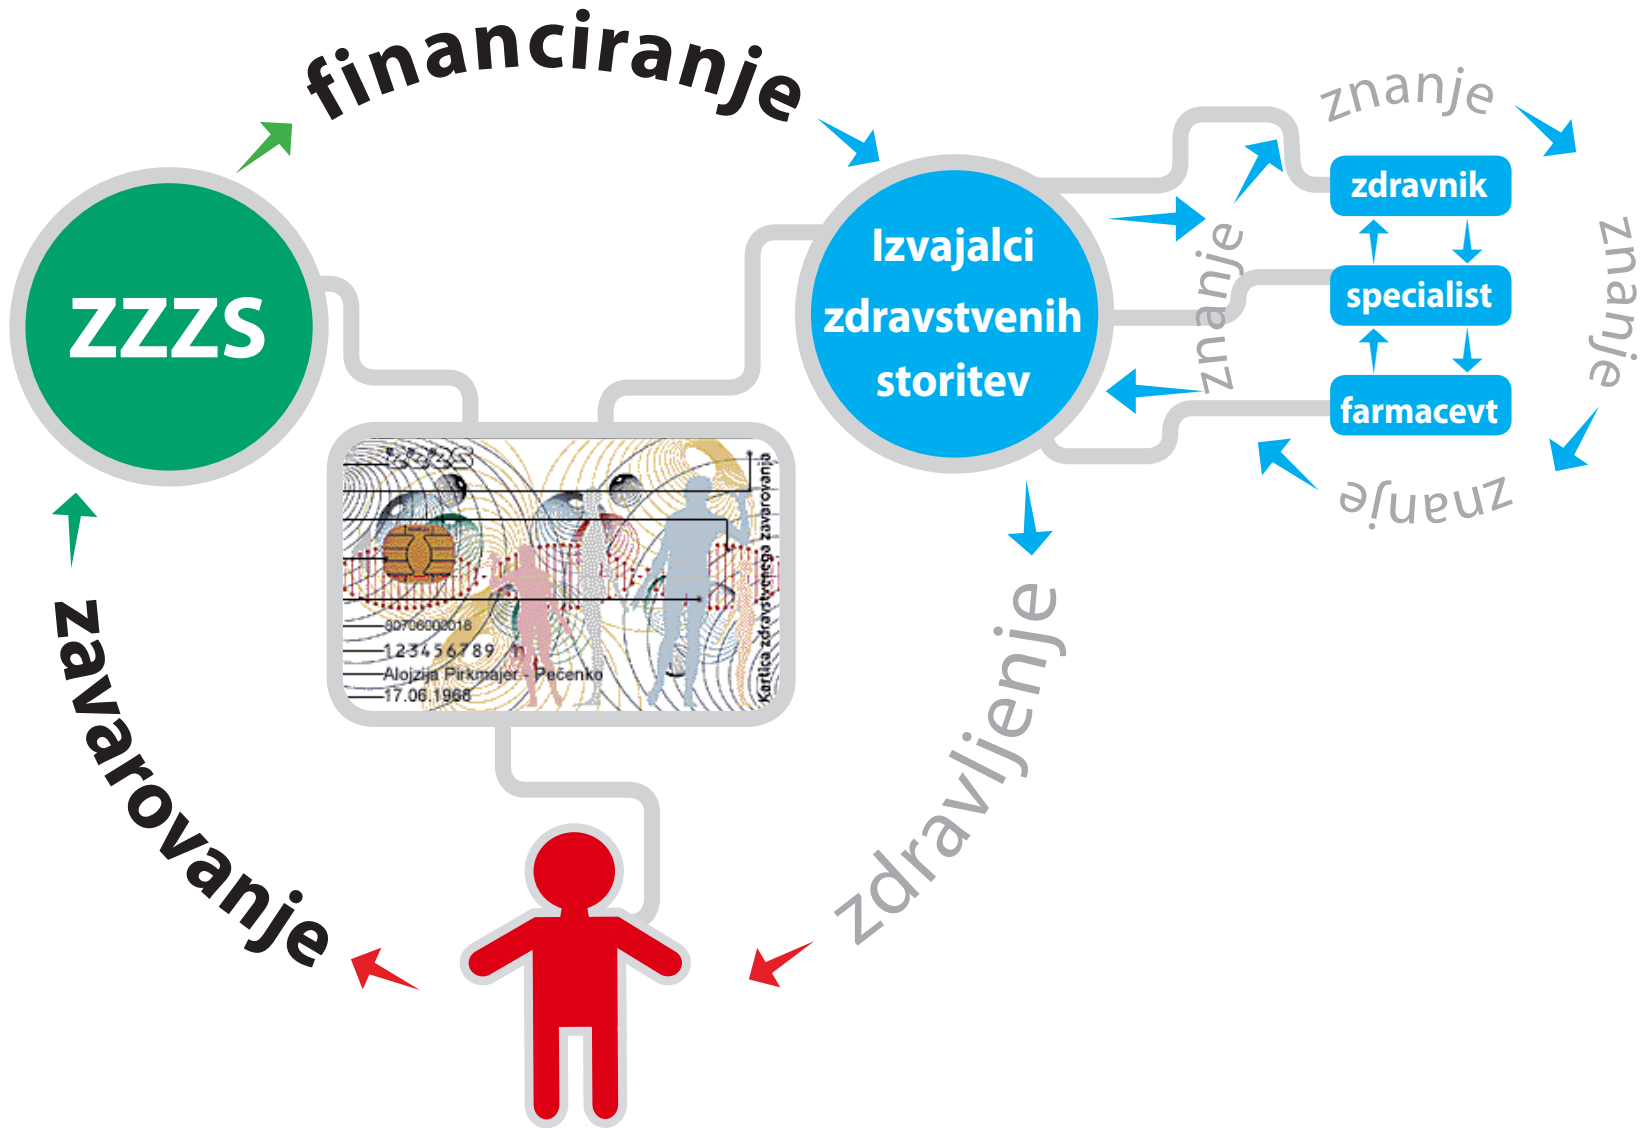 financiranje
ZZZS
Izvajalci
zdravstvenih
storitev
znanje
znanje
znanje
znanje
zdravnik
specialist
farmacevt
zzzs
Kartica zdravstvenega zavarovanja
80706000018
123456789
Alojzija Pirkmajer - Pečenko
17.06.1968
zavarovanje
zdravljenje